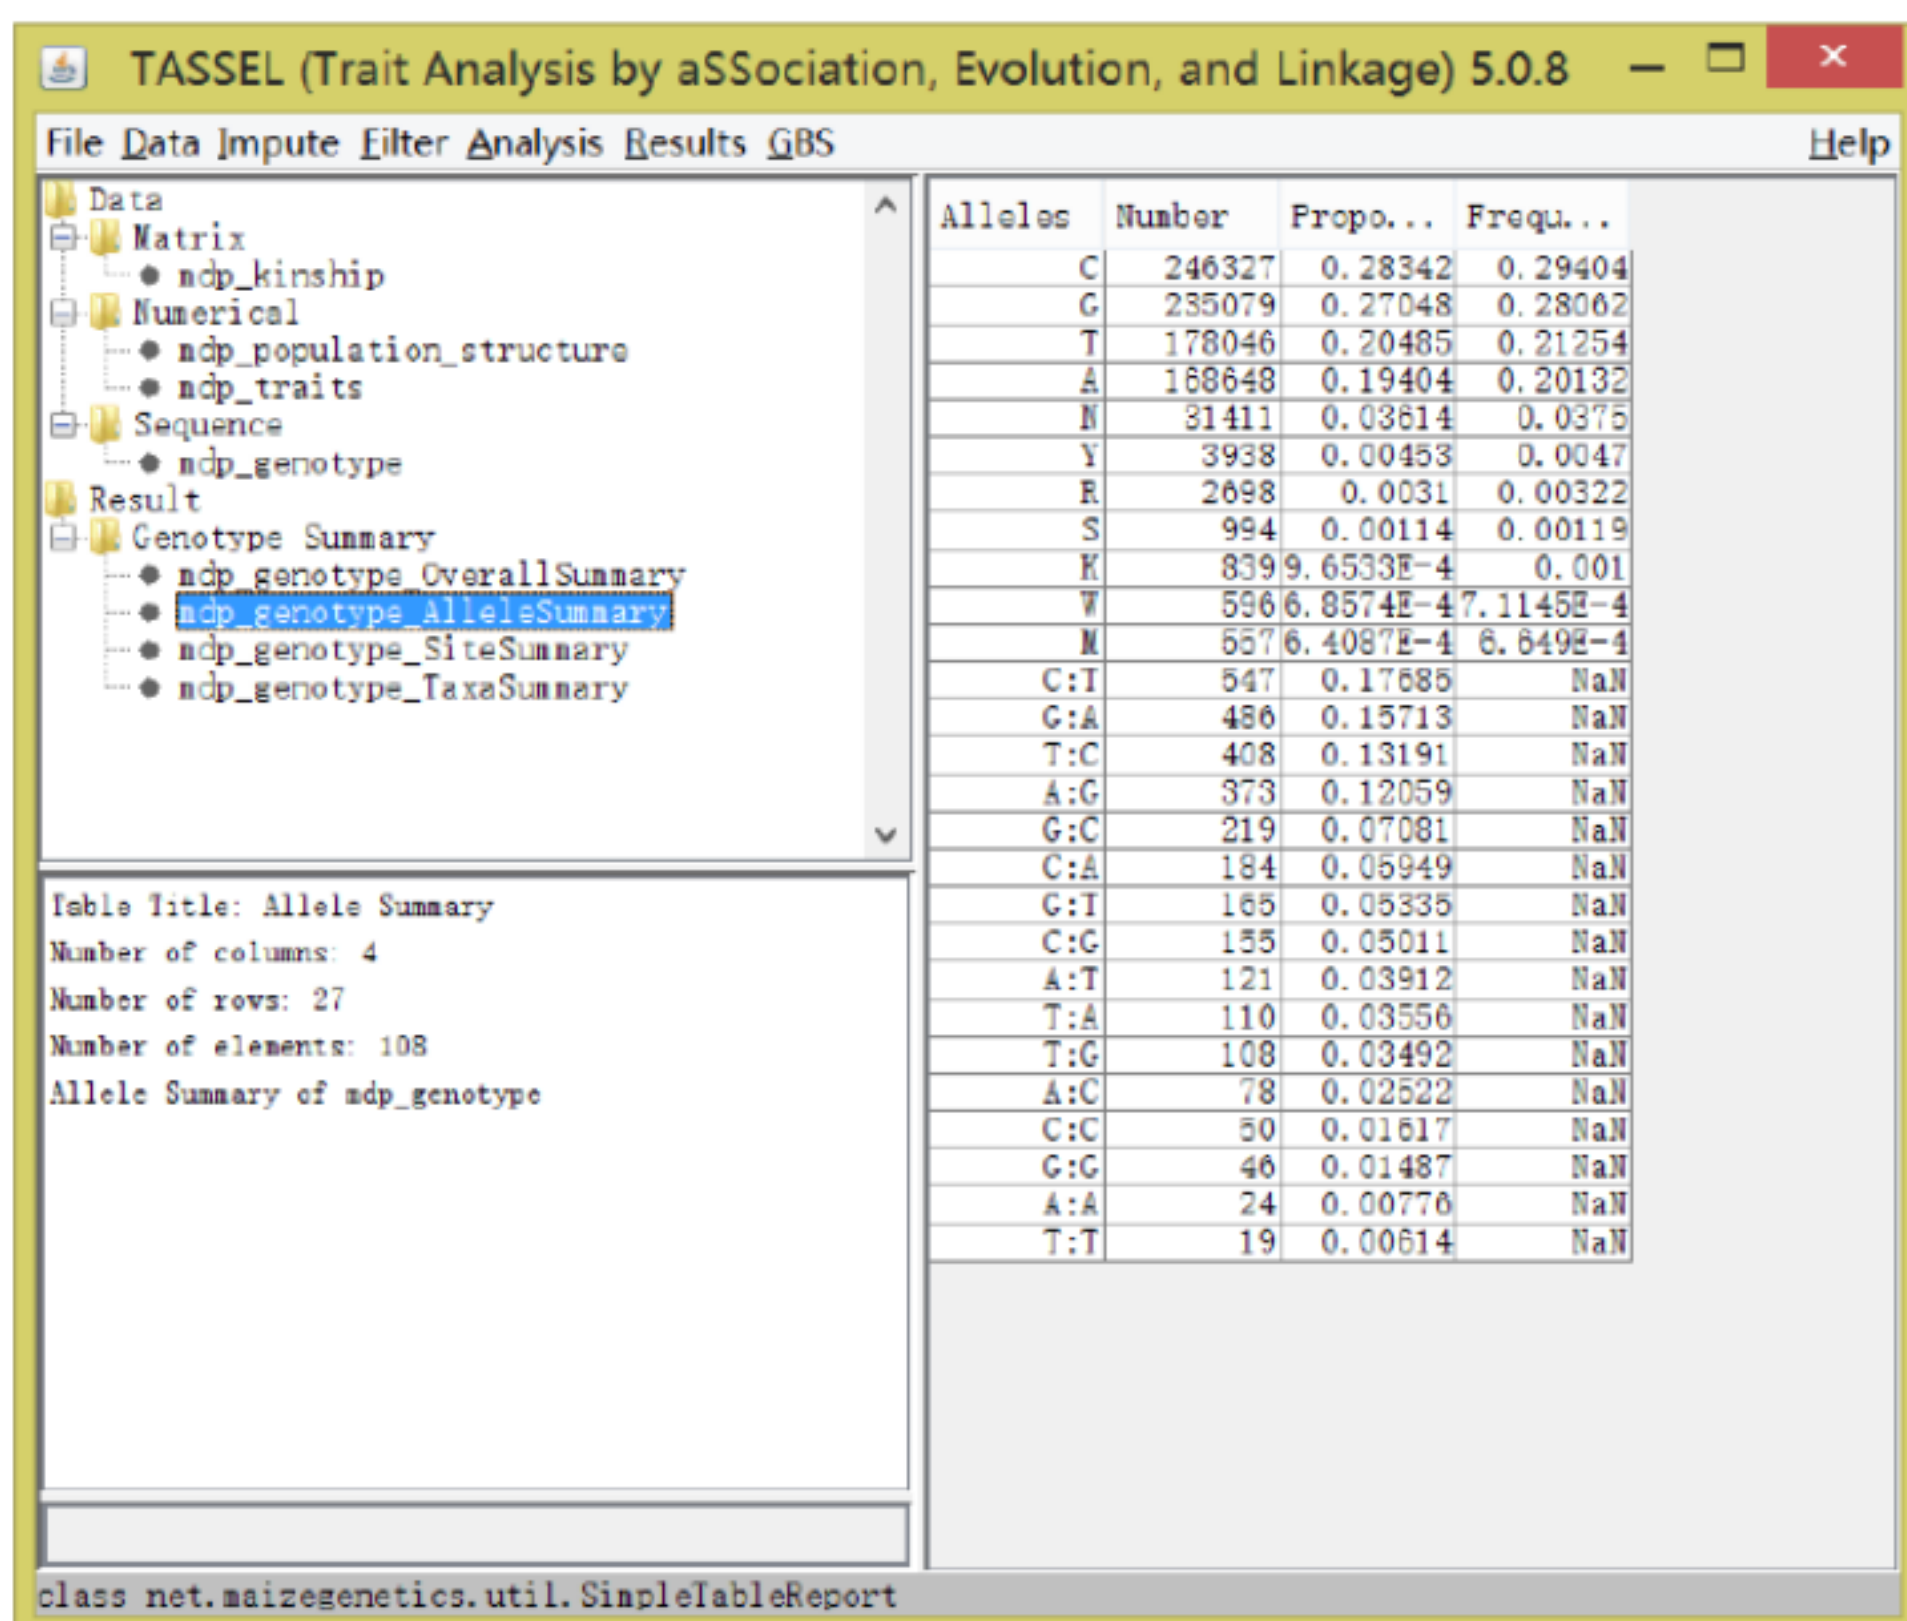 TASSEL (Trait Analysis by aSSociation, Evolution, and Linkage) 5.0.8
File Data Impute Filter Analysis Results GBS Help
Data
Matrix
mdp_kinship
Numerical
mdp_population_structure
mdp_traits
Sequence
mdp_genotype
Result
Genotype Summary
mdp_genotype_OverallSummary
mdp_genotype_AlleleSummary
mdp_genotype_SiteSummary
mdp_genotype_TaxaSummary
Table Title: Allele Summary
Number of columns: 4
Number of rows: 27
Number of elements: 108
Allele Summary of mdp_genotype
Alleles Number Propo... Frequ...
C 246327 0.28342 0.29404
G 235079 0.27048 0.28062
T 178046 0.20485 0.21254
A 168648 0.19404 0.20132
N 31411 0.03614 0.0375
Y 3938 0.00453 0.0047
R 2698 0.0031 0.00322
S 994 0.00114 0.00119
K 839 9.6533E-4 0.001
W 596 6.8574E-4 7.1145E-4
M 557 6.4087E-4 6.649E-4
C:T 547 0.17685 NaN
G:A 486 0.15713 NaN
T:C 408 0.13191 NaN
A:G 373 0.12059 NaN
G:C 219 0.07081 NaN
C:A 184 0.05949 NaN
G:T 165 0.05335 NaN
C:G 155 0.05011 NaN
A:T 121 0.03912 NaN
T:A 110 0.03556 NaN
T:G 108 0.03492 NaN
A:C 78 0.02522 NaN
C:C 50 0.01617 NaN
G:G 46 0.01487 NaN
A:A 24 0.00776 NaN
T:T 19 0.00614 NaN
class net.maizegenetics.util.SimpleTableReport